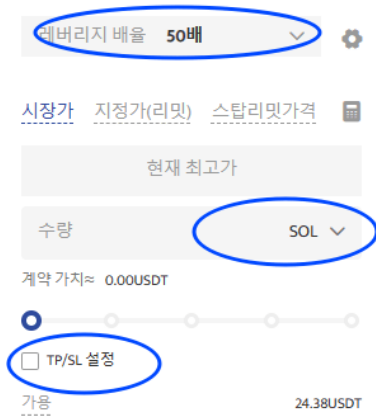 레버리지 배율 50배
시장가 지정가(리밋) 스탑리밋가격
현재 최고가
수량 SOL
계약 가치≈ 0.00USDT
TP/SL 설정
가용 24.38USDT